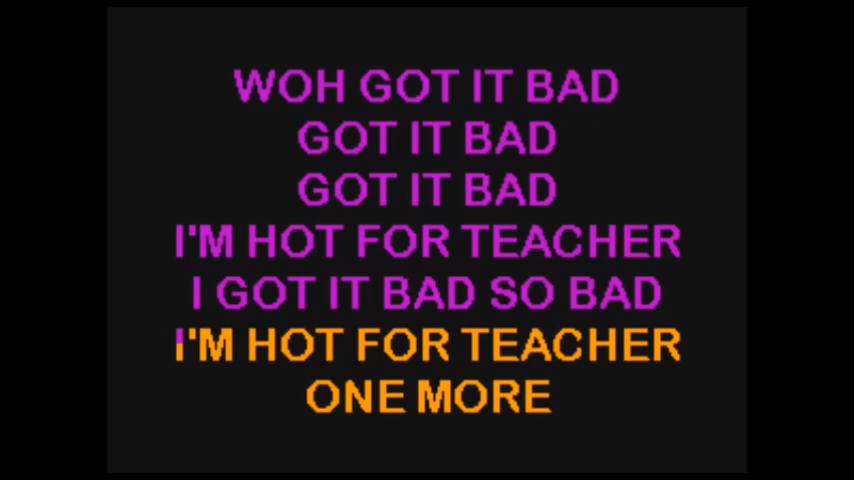 WOH GOT IT BAD
GOT IT BAD
GOT IT BAD
I'M HOT FOR TEACHER
I GOT IT BAD SO BAD
I'M HOT FOR TEACHER
ONE MORE